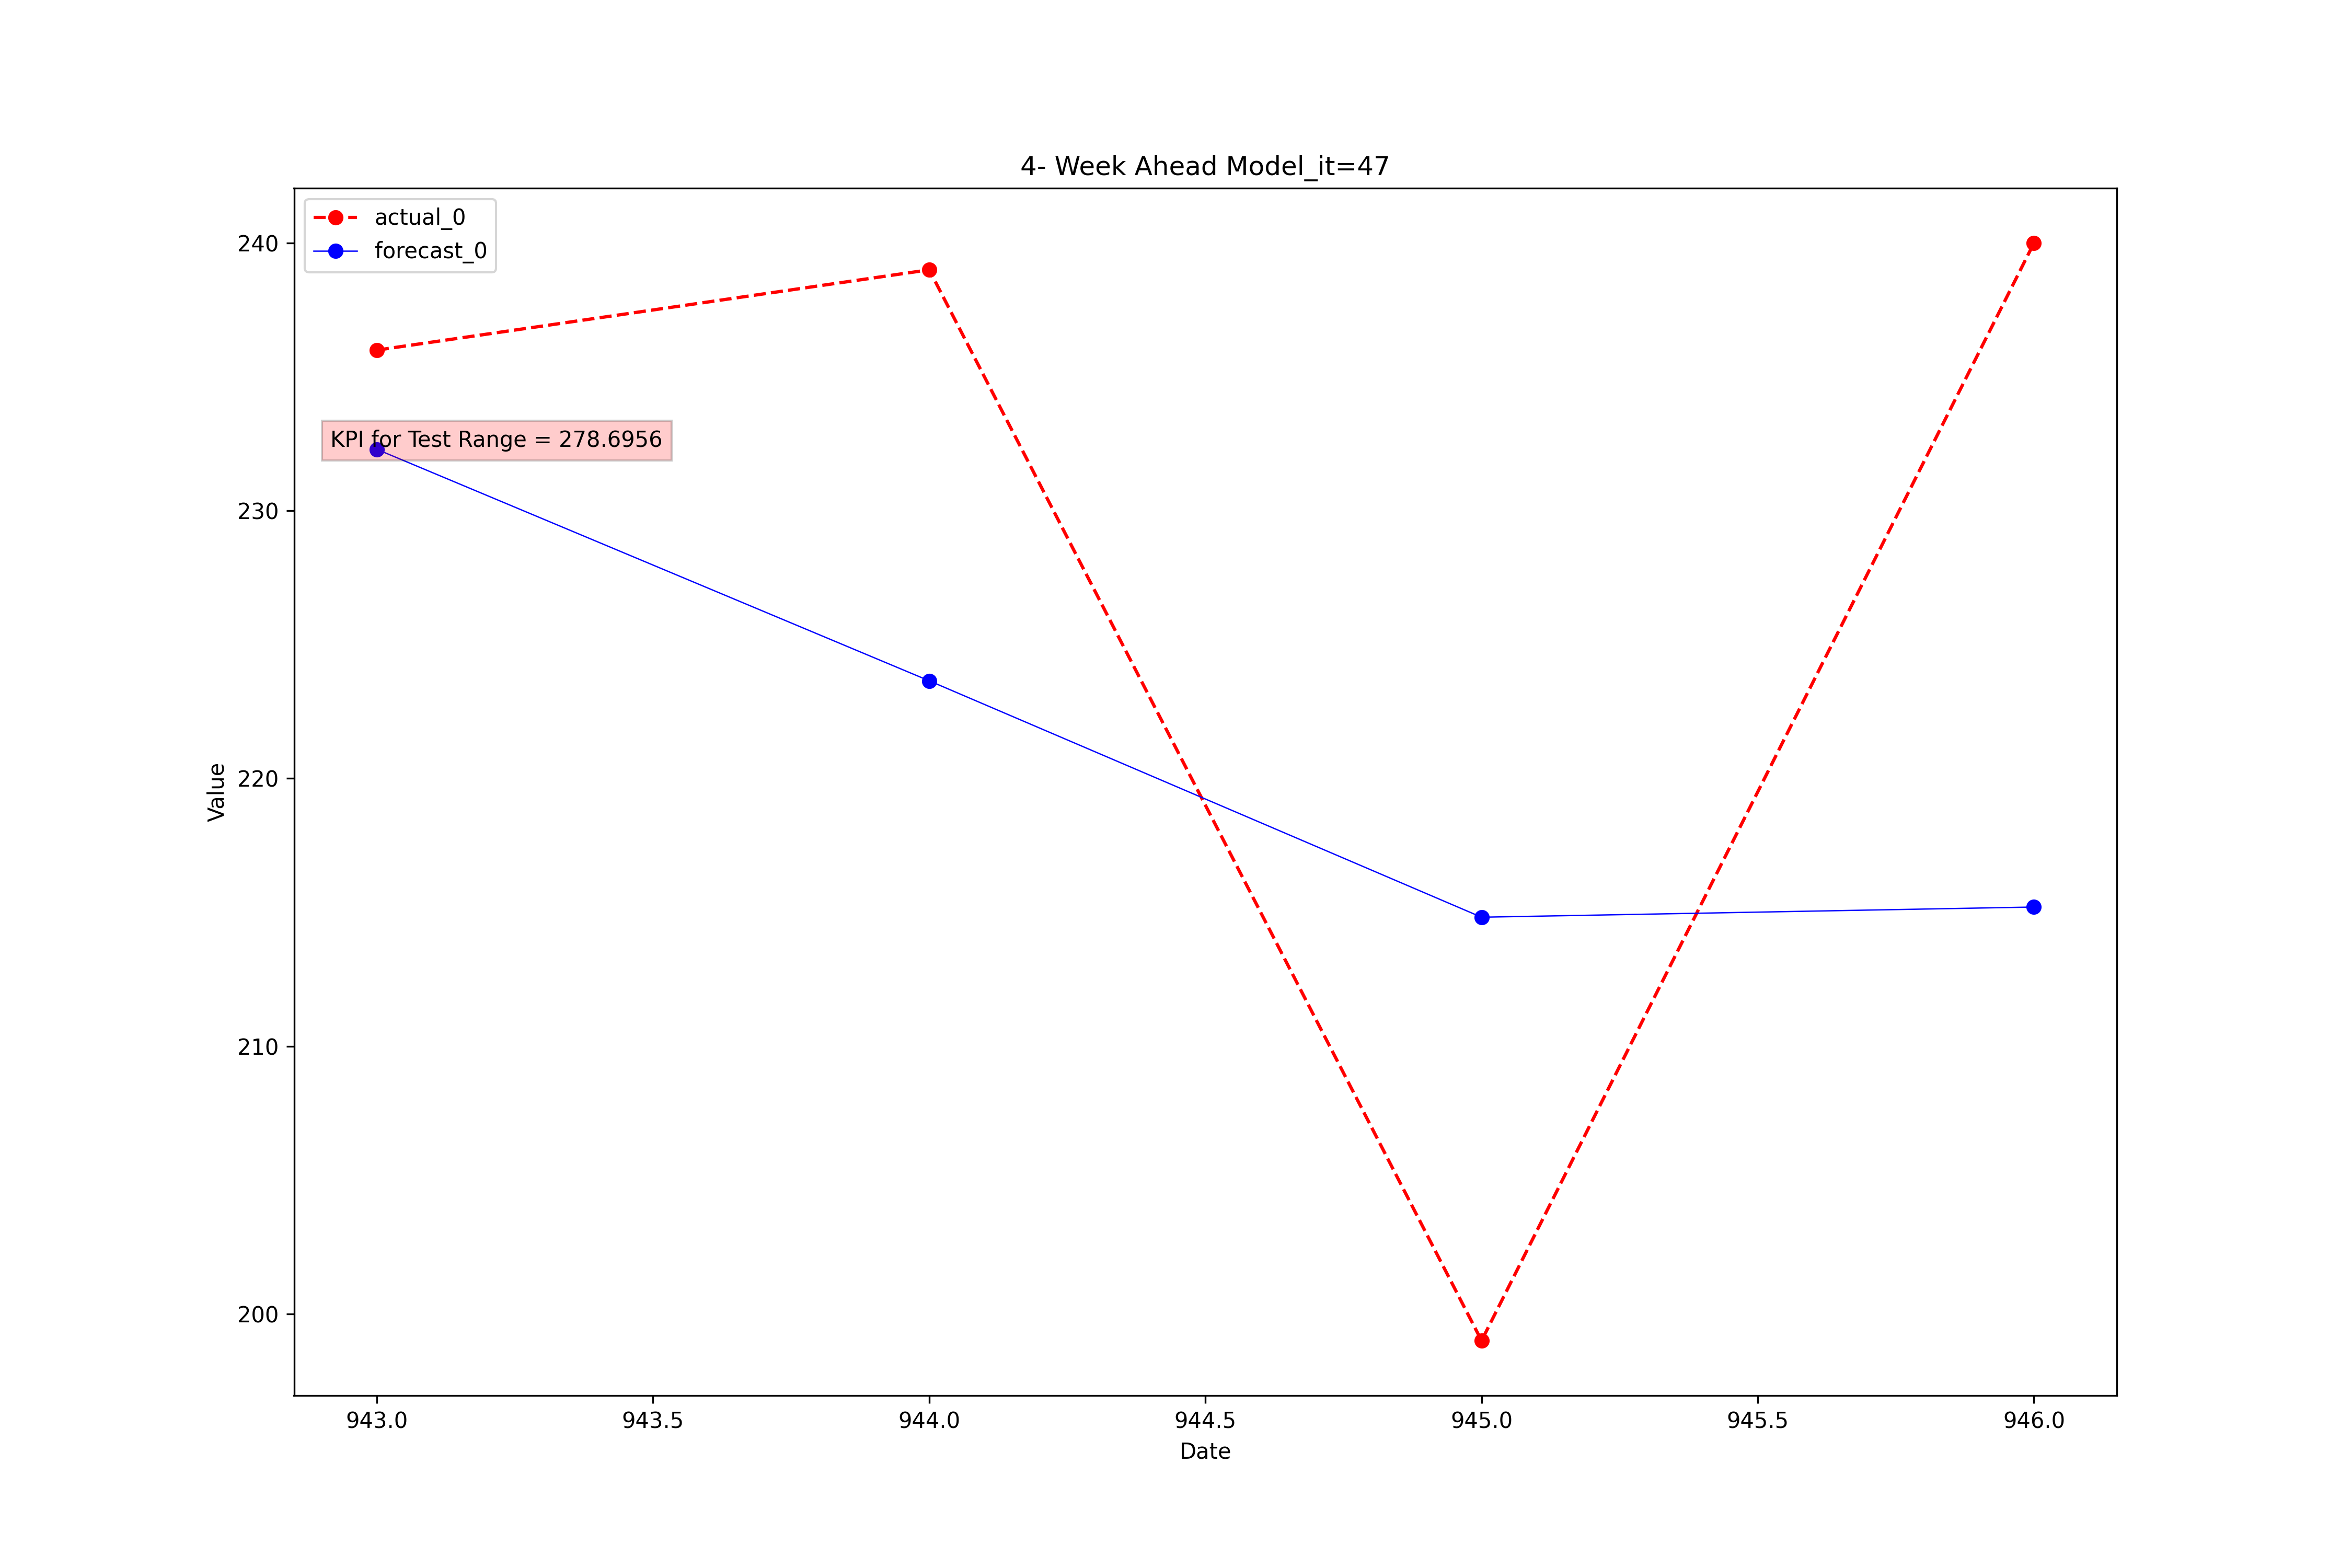 4- Week Ahead Model_it=47
actual_0
forecast_0
KPI for Test Range = 278.6956
Value
240
230
220
210
200
943.0 943.5 944.0 944.5 945.0 945.5 946.0
Date